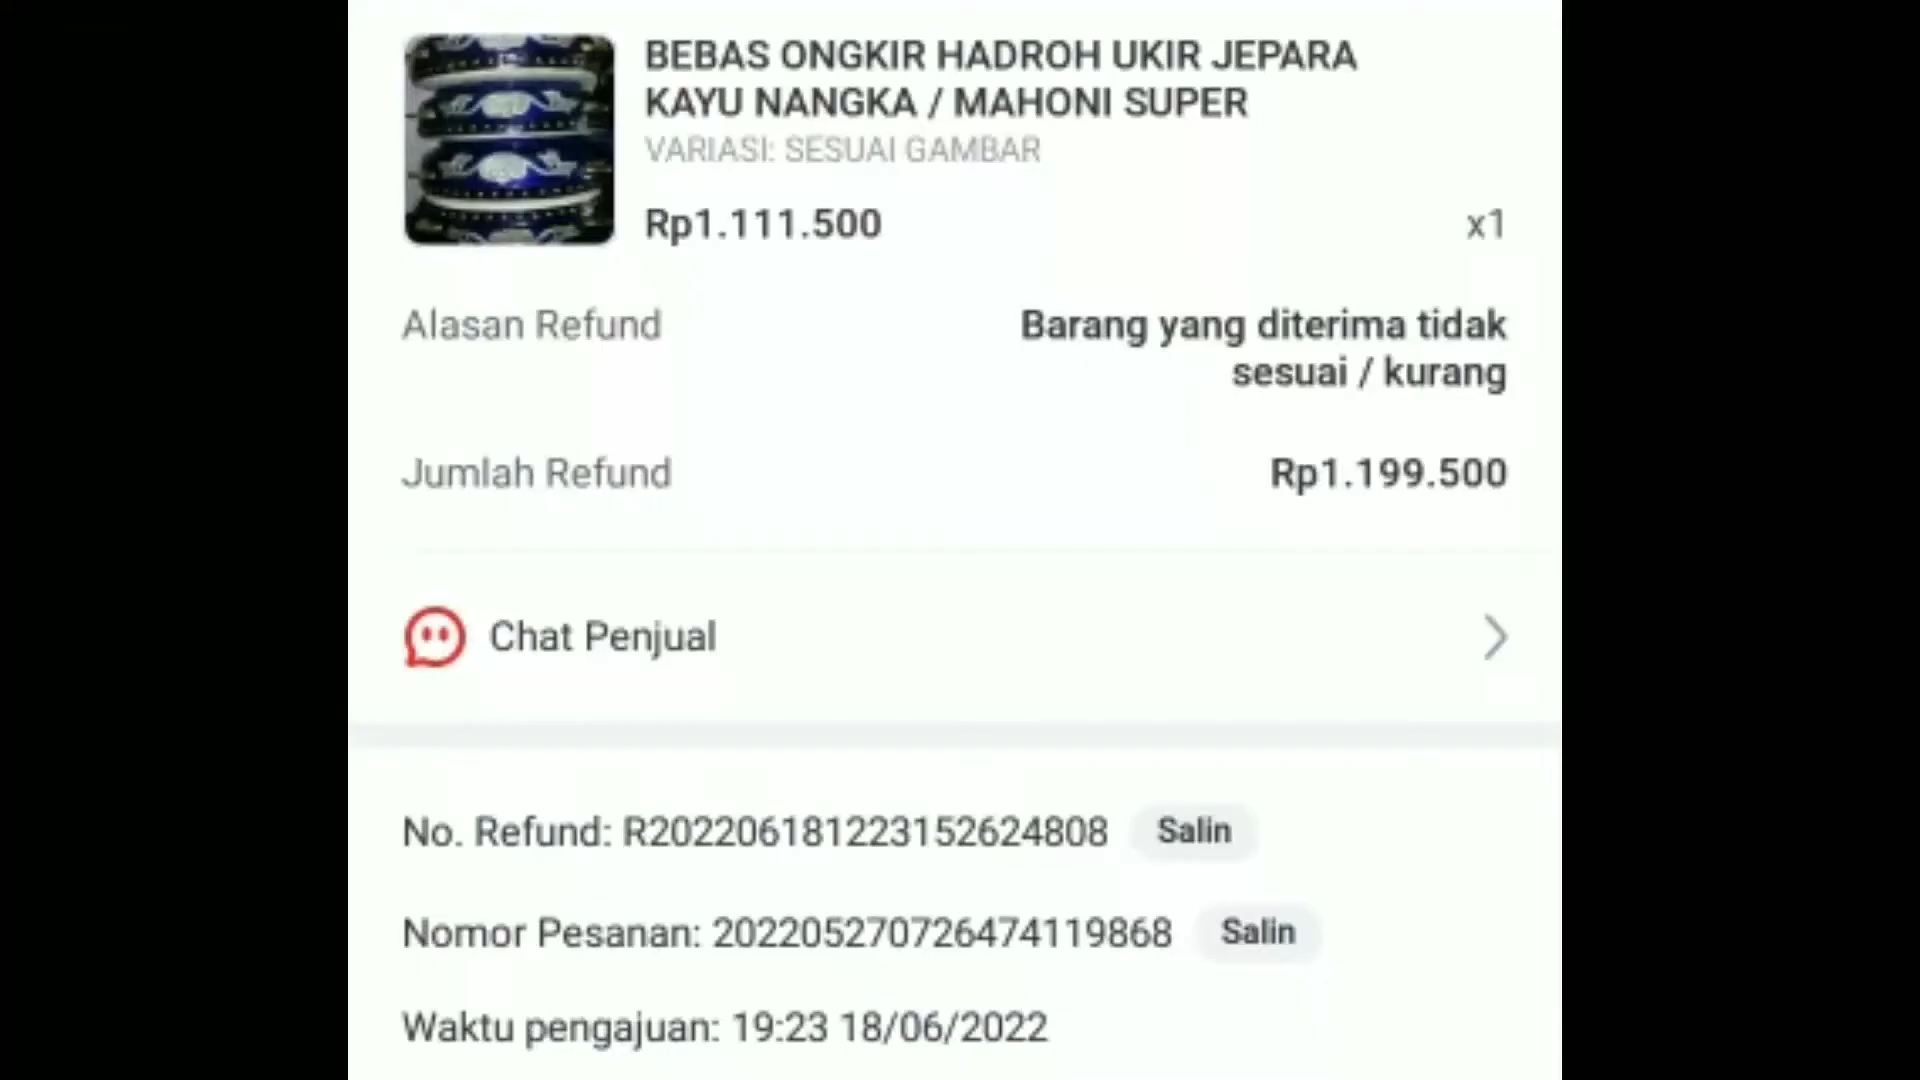 BEBAS ONGKIR HADROH UKIR JEPARA
KAYU NANGKA / MAHONI SUPER
VARIASI: SESUAI GAMBAR
Rp1.111.500 x1
Alasan Refund Barang yang diterima tidak
sesuai / kurang
Jumlah Refund Rp1.199.500
Chat Penjual
No. Refund: R202206181223152624808 Salin
Nomor Pesanan: 202205270726474119868 Salin
Waktu pengajuan: 19:23 18/06/2022